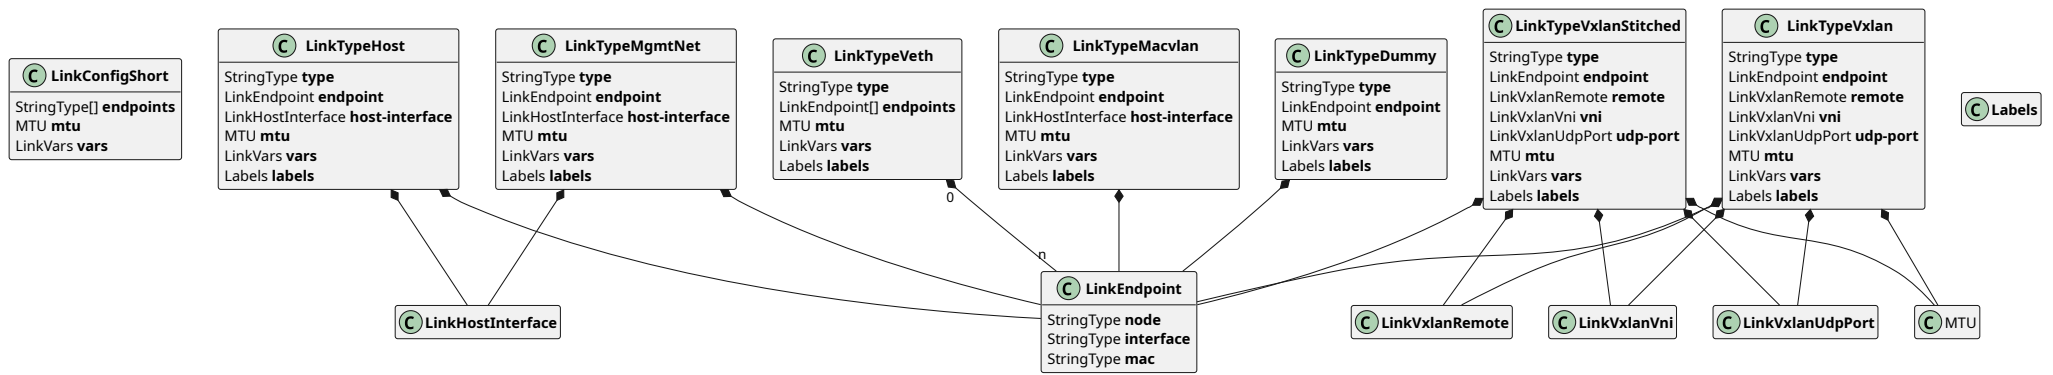 C LinkConfigShort
StringType[] endpoints
MTU mtu
LinkVars vars
C LinkTypeHost
StringType type
LinkEndpoint endpoint
LinkHostInterface host-interface
MTU mtu
LinkVars vars
Labels labels
C LinkTypeMgmtNet
StringType type
LinkEndpoint endpoint
LinkHostInterface host-interface
MTU mtu
LinkVars vars
Labels labels
C LinkTypeVeth
StringType type
LinkEndpoint[] endpoints
MTU mtu
LinkVars vars
Labels labels
C LinkTypeMacvlan
StringType type
LinkEndpoint endpoint
LinkHostInterface host-interface
MTU mtu
LinkVars vars
Labels labels
C LinkTypeDummy
StringType type
LinkEndpoint endpoint
MTU mtu
LinkVars vars
Labels labels
C LinkTypeVxlanStitched
StringType type
LinkEndpoint endpoint
LinkVxlanRemote remote
LinkVxlanVni vni
LinkVxlanUdpPort udp-port
MTU mtu
LinkVars vars
Labels labels
C LinkTypeVxlan
StringType type
LinkEndpoint endpoint
LinkVxlanRemote remote
LinkVxlanVni vni
LinkVxlanUdpPort udp-port
MTU mtu
LinkVars vars
Labels labels
C Labels
0
n
C LinkHostInterface
C LinkEndpoint
StringType node
StringType interface
StringType mac
C LinkVxlanRemote
C LinkVxlanVni
C LinkVxlanUdpPort
C MTU